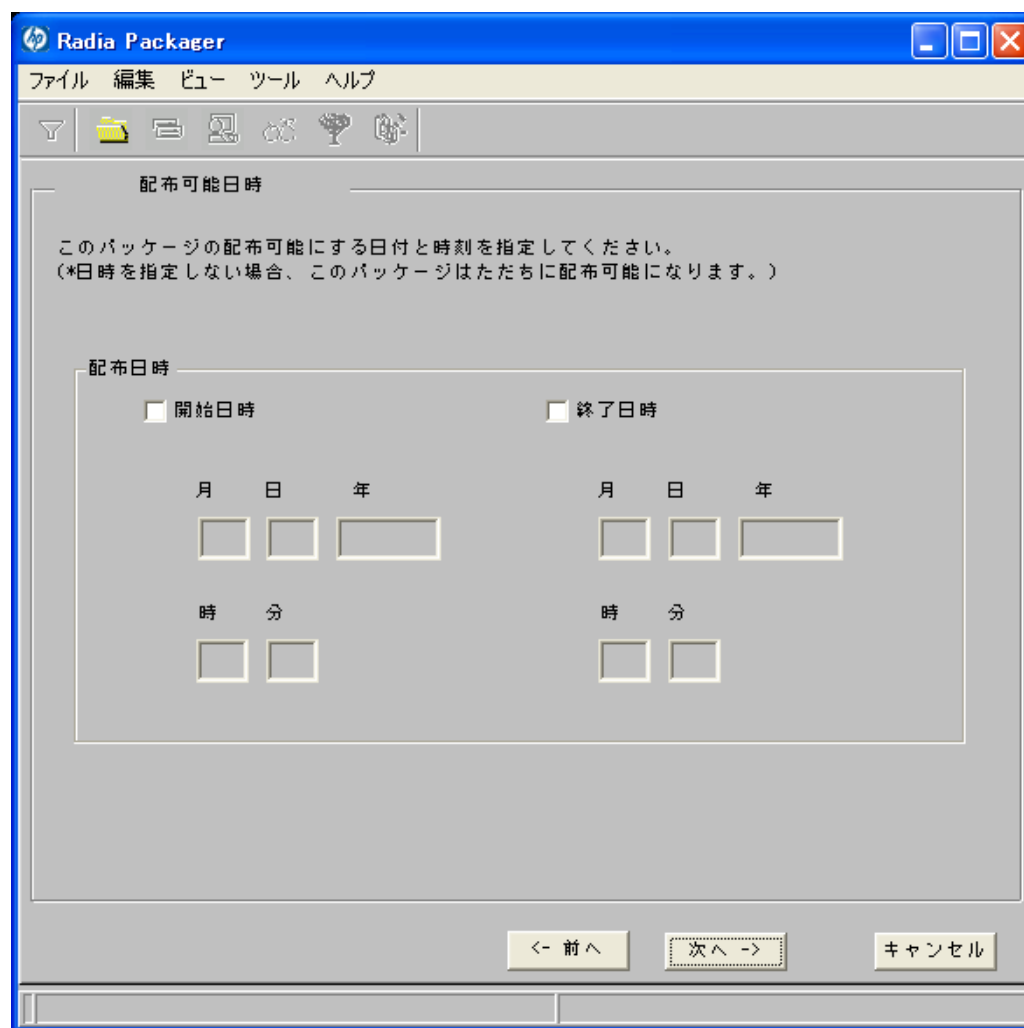 Radia Packager
ファイル 編集 ビュー ツール ヘルプ
配布可能日時
このパッケージの配布可能にする日付と時刻を指定してください。
(*日時を指定しない場合、このパッケージはただちに配布可能になります。)
配布日時
開始日時 終了日時
月 日 年 月 日 年
時 分 時 分
<- 前へ 次へ -> キャンセル